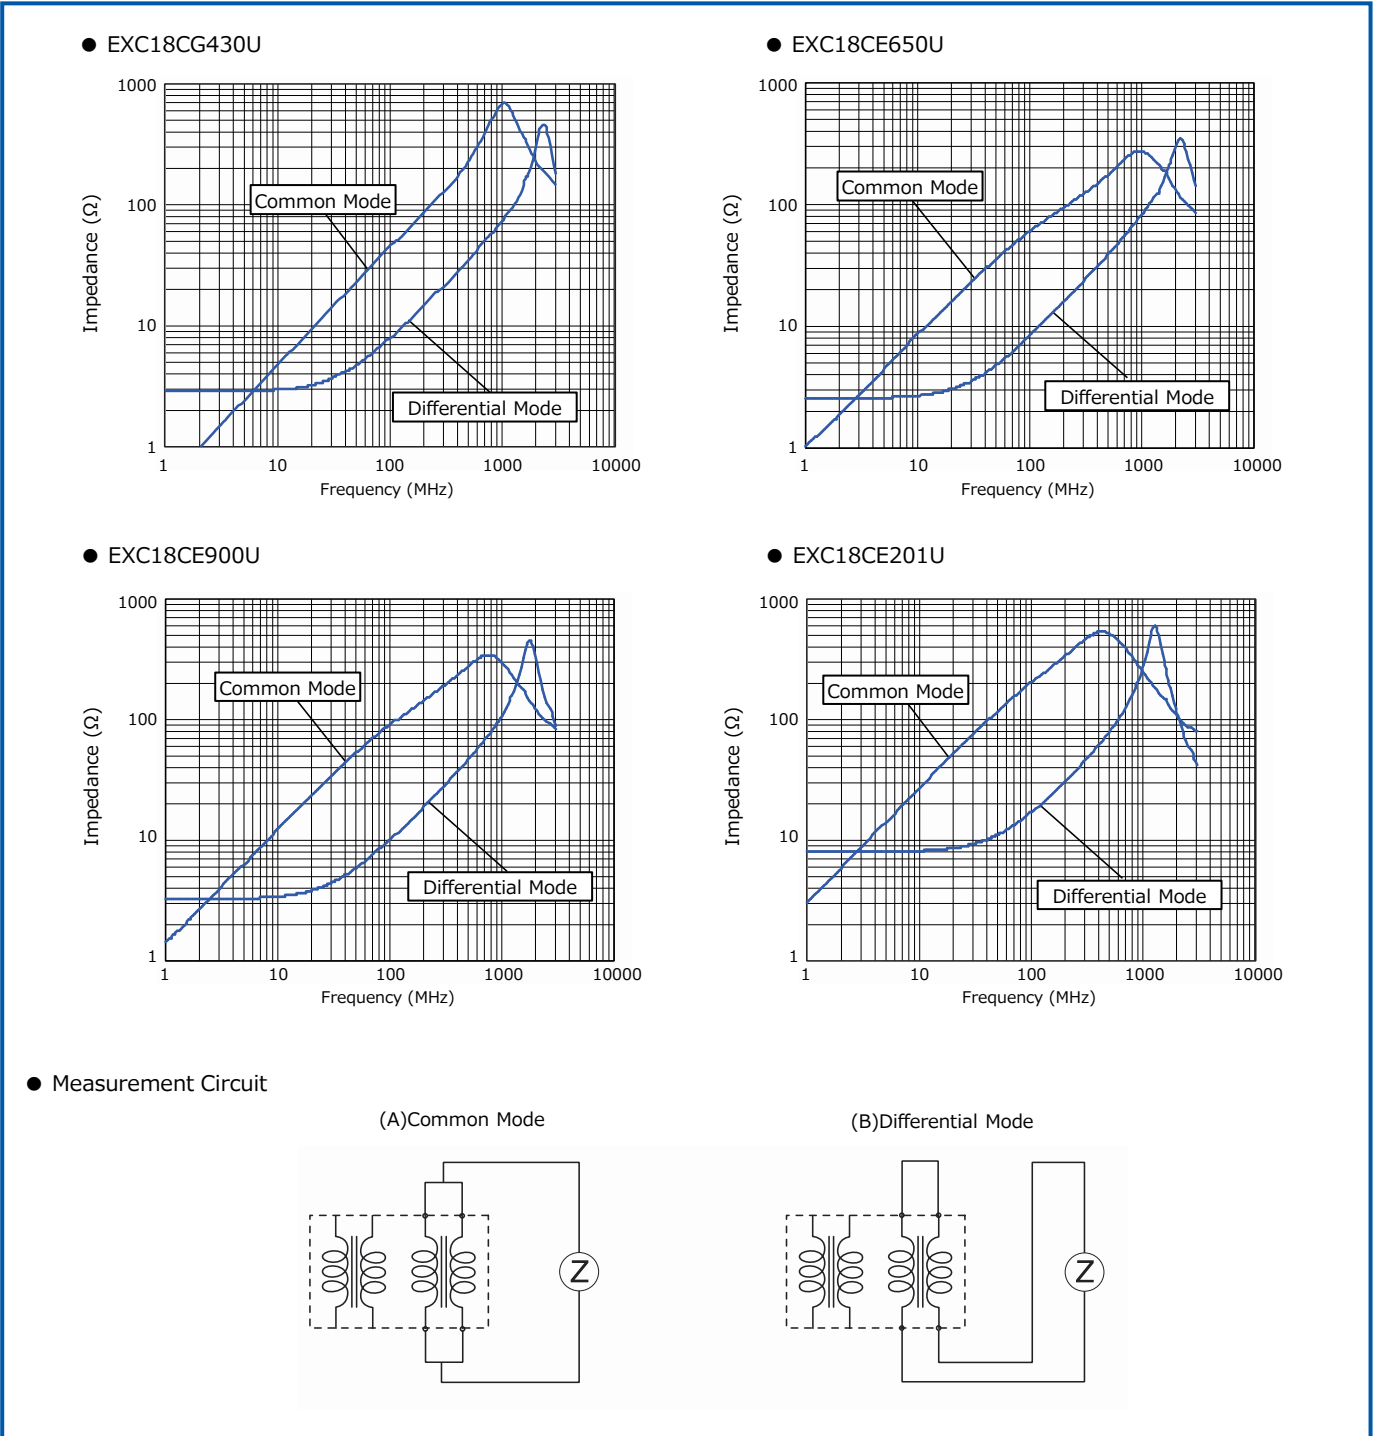 ● EXC18CG430U
1000
100
10
1
Impedance (Ω)
Common Mode
Differential Mode
1 10 100 1000 10000
Frequency (MHz)
● EXC18CE650U
1000
100
10
1
Impedance (Ω)
Common Mode
Differential Mode
1 10 100 1000 10000
Frequency (MHz)
● EXC18CE900U
1000
100
10
1
Impedance (Ω)
Common Mode
Differential Mode
1 10 100 1000 10000
Frequency (MHz)
● EXC18CE201U
1000
100
10
1
Impedance (Ω)
Common Mode
Differential Mode
1 10 100 1000 10000
Frequency (MHz)
● Measurement Circuit
(A)Common Mode
Z
(B)Differential Mode
Z